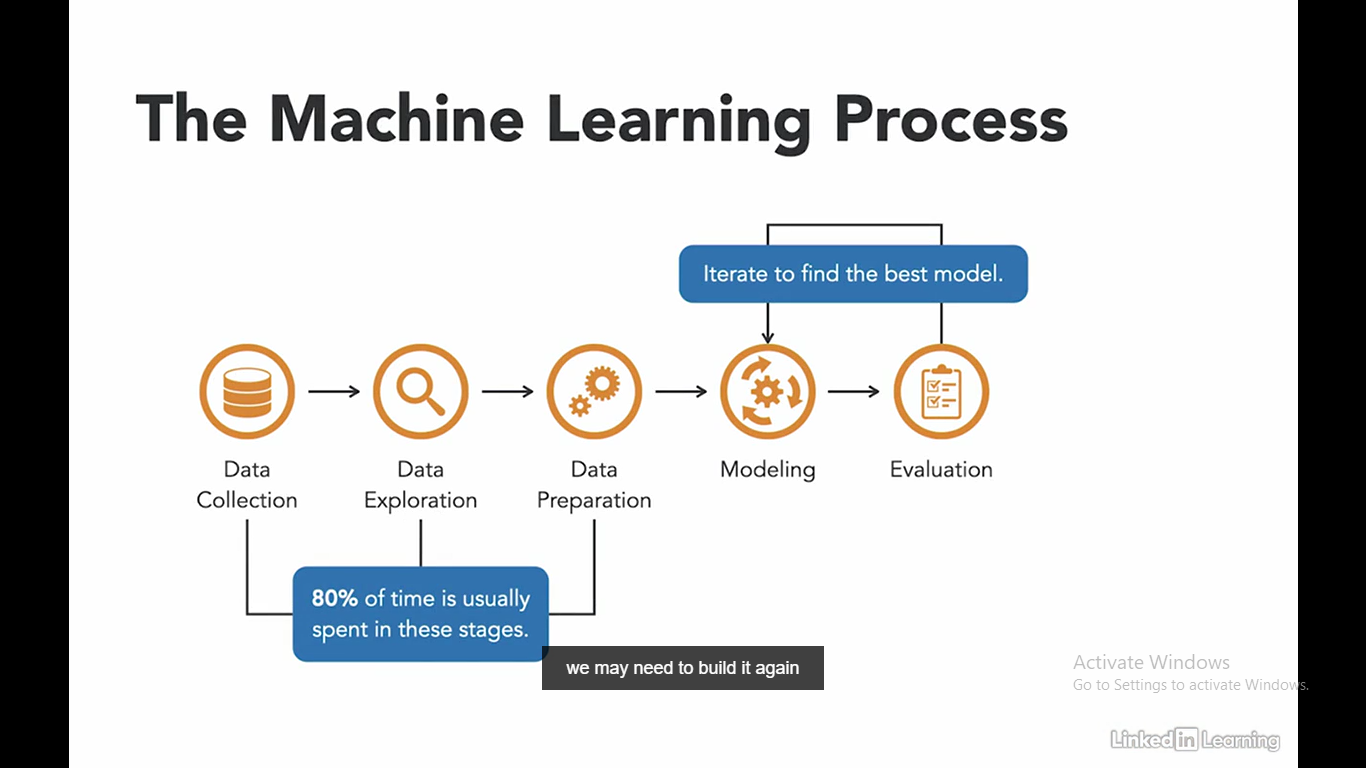 The Machine Learning Process
Iterate to find the best model.
Data
Collection
Data
Exploration
Data
Preparation
Modeling
Evaluation
80% of time is usually
spent in these stages.
we may need to build it again
Activate Windows
Go to Settings to activate Windows.
Linked in Learning